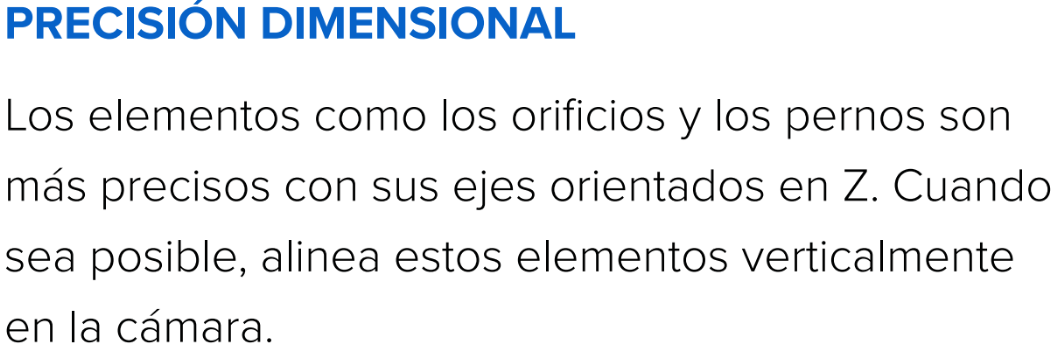 PRECISIÓN DIMENSIONAL
Los elementos como los orificios y los pernos son
más precisos con sus ejes orientados en Z. Cuando
sea posible, alinea estos elementos verticalmente
en la cámara.